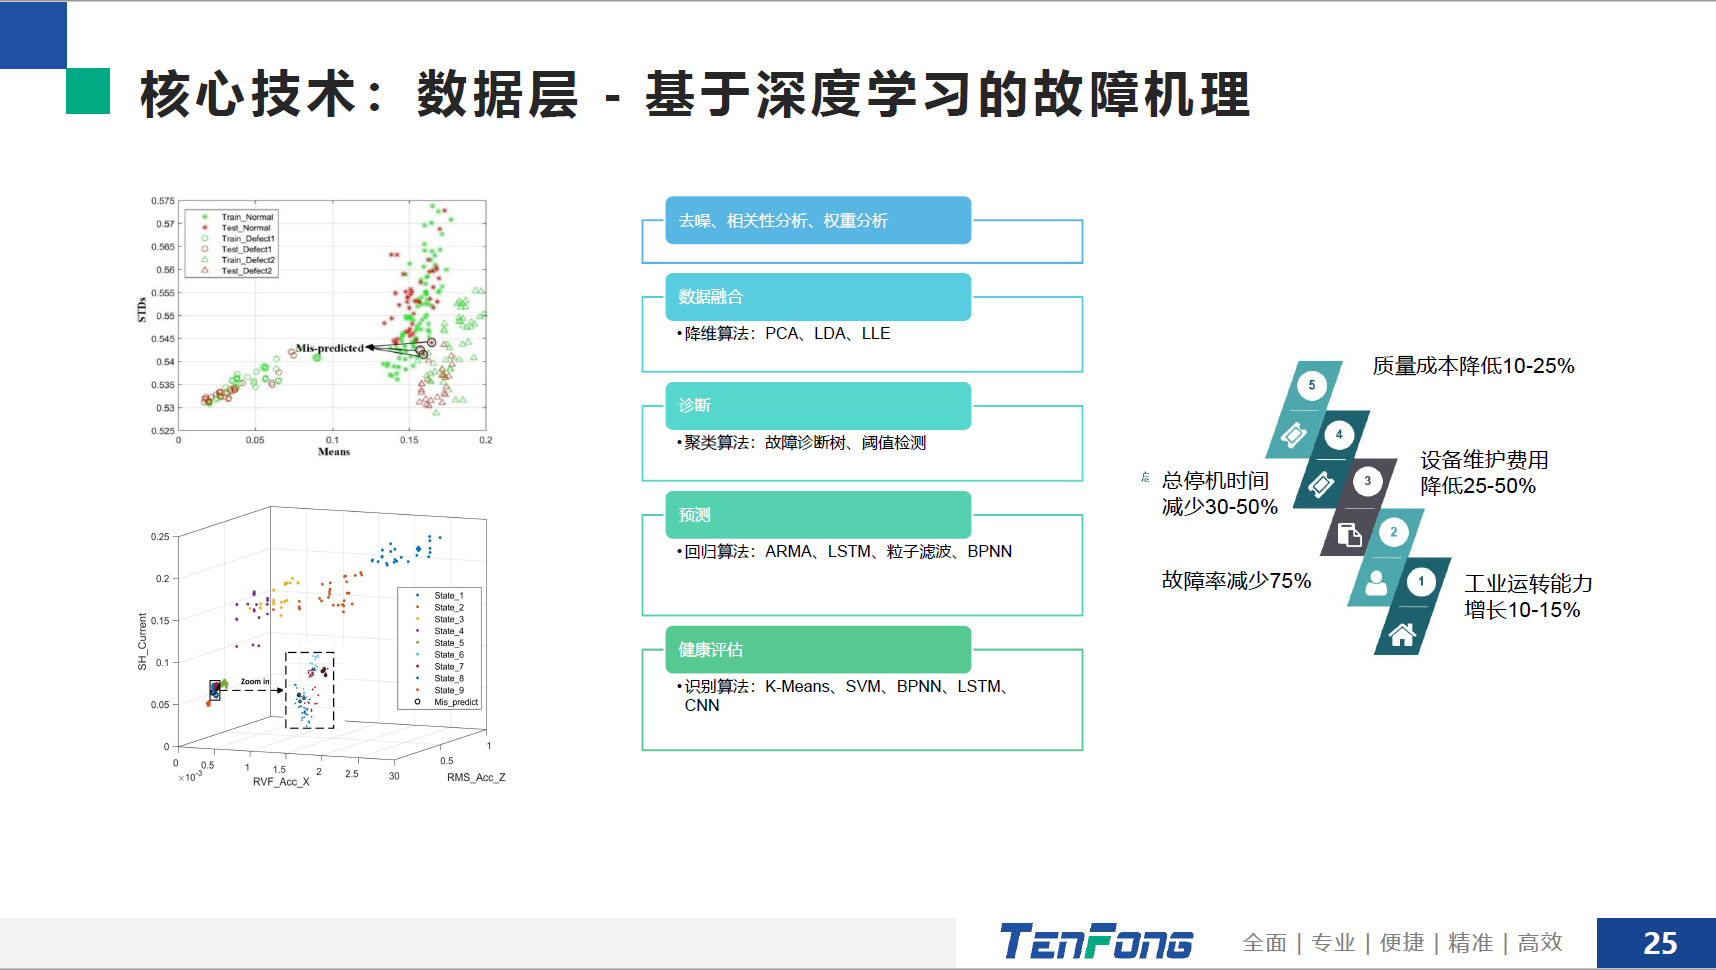 核心技术：数据层 - 基于深度学习的故障机理
0.575
0.57
0.565
0.56
0.555
0.55
0.545
0.54
0.535
0.53
0.525
STDs
Train_Normal
Test_Normal
Train_Defect1
Test_Defect1
Train_Defect2
Test_Defect2
Mis-predicted
0
0.05
0.1
0.15
0.2
Means
0.25
0.2
0.15
0.1
0.05
0
SH_Current
State_1
State_2
State_3
State_4
State_5
State_6
State_7
State_8
State_9
Mis_predict
Zoom in
0
0.5
1
1.5
2
2.5
30
×10⁻³
RVF_Acc_X
0.5
1
RMS_Acc_Z
去噪、相关性分析、权重分析
数据融合
•降维算法：PCA、LDA、LLE
诊断
•聚类算法：故障诊断树、阈值检测
预测
•回归算法：ARMA、LSTM、粒子滤波、BPNN
健康评估
•识别算法：K-Means、SVM、BPNN、LSTM、
CNN
5
质量成本降低10-25%
4
设备维护费用
降低25-50%
3
总停机时间
减少30-50%
2
故障率减少75%
1
工业运转能力
增长10-15%
TENFONG
全面 | 专业 | 便捷 | 精准 | 高效
25